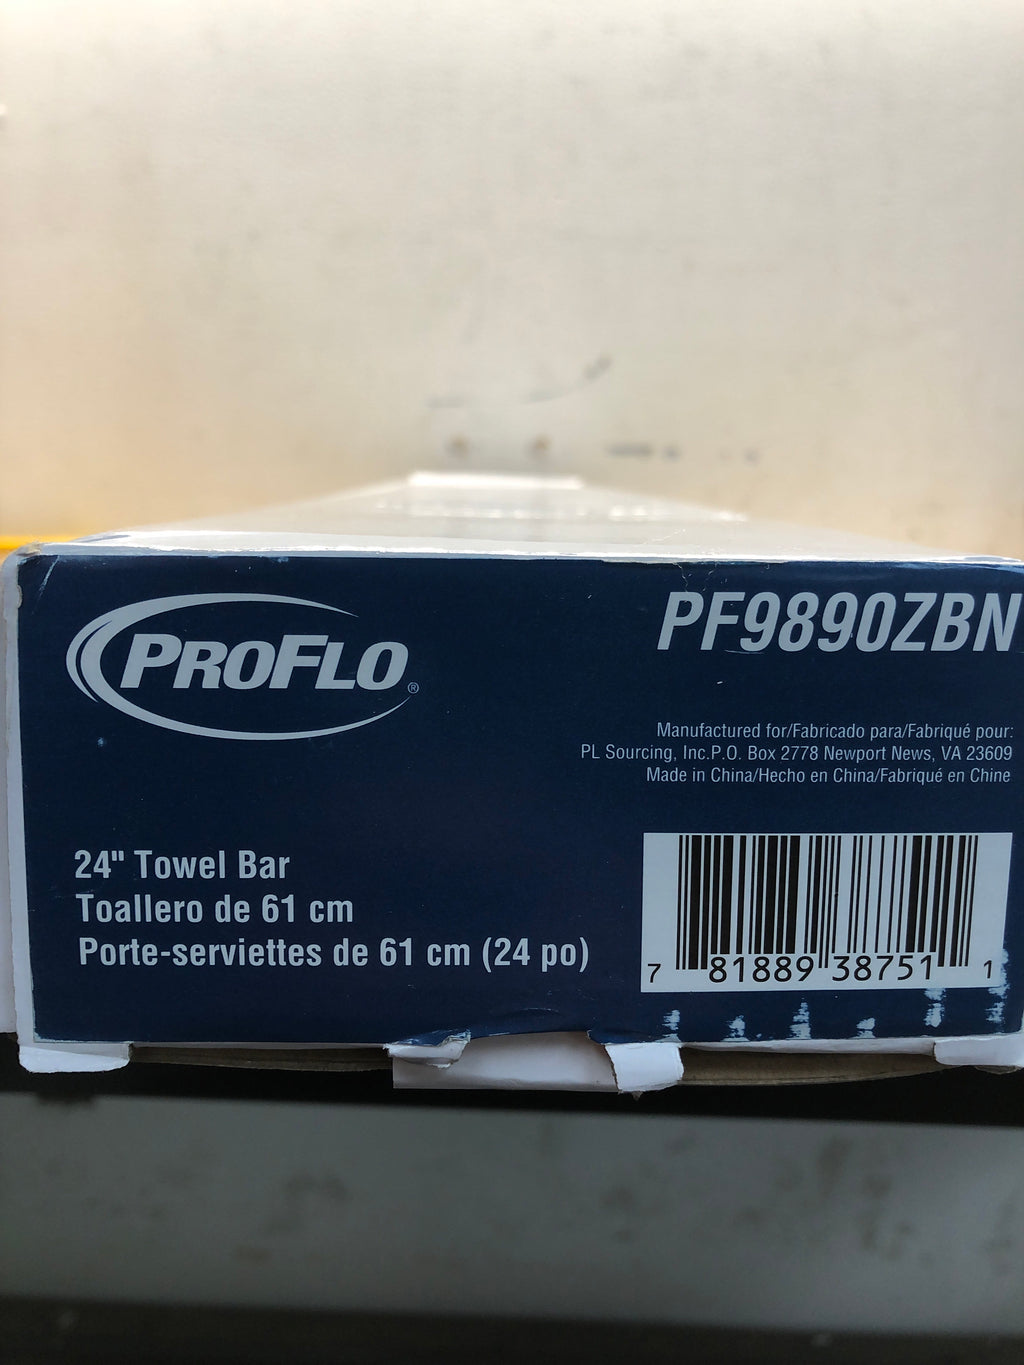 PROFLO®
PF9890ZBN
Manufactured for/Fabricado para/Fabriqué pour:
PL Sourcing, Inc.P.O. Box 2778 Newport News, VA 23609
Made in China/Hecho en China/Fabriqué en Chine
24" Towel Bar
Toallero de 61 cm
Porte-serviettes de 61 cm (24 po)
7 81889 38751 1